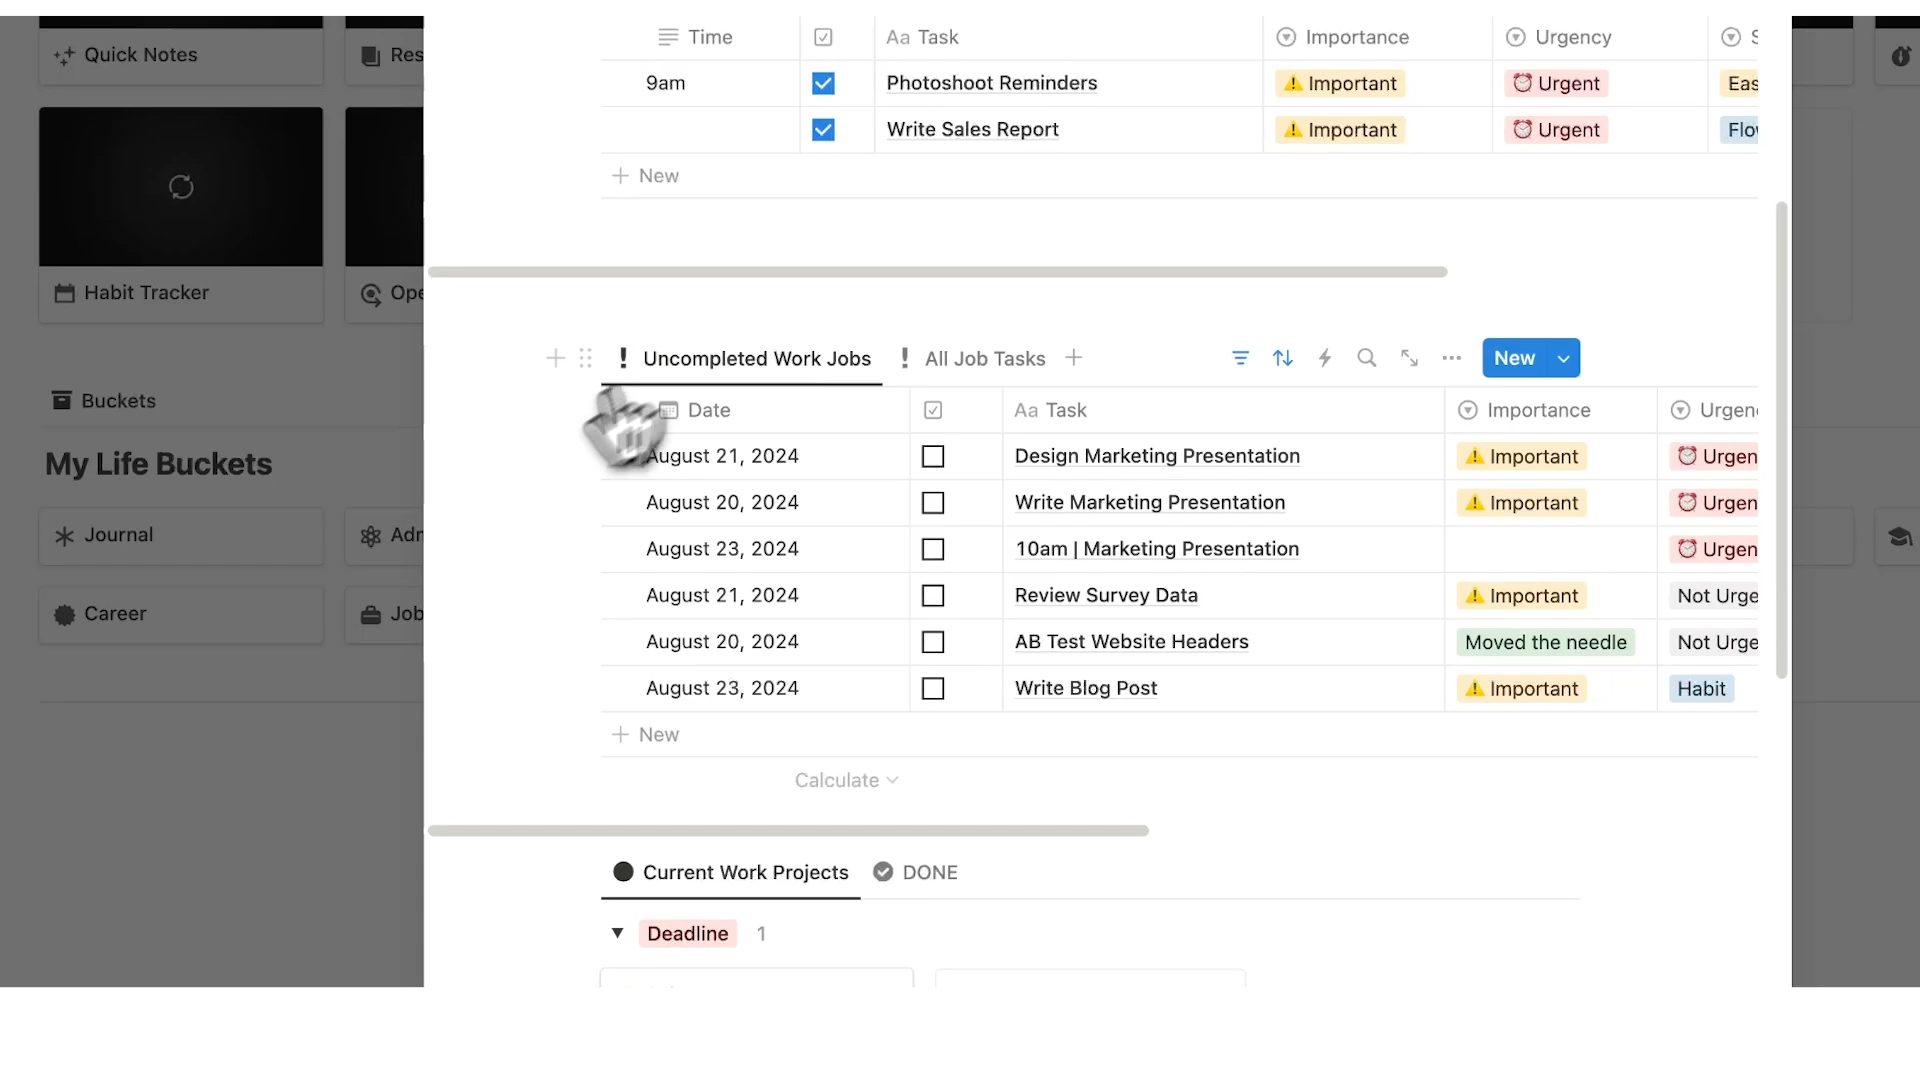 Quick Notes
Res
Habit Tracker
Ope
Buckets
My Life Buckets
Journal
Adm
Career
Job
Time Aa Task Importance Urgency S
9am Photoshoot Reminders Important Urgent Eas
Write Sales Report Important Urgent Flo
+ New
Uncompleted Work Jobs All Job Tasks + New
Date Aa Task Importance Urgen
August 21, 2024 Design Marketing Presentation Important Urgen
August 20, 2024 Write Marketing Presentation Important Urgen
August 23, 2024 10am | Marketing Presentation Urgen
August 21, 2024 Review Survey Data Important Not Urge
August 20, 2024 AB Test Website Headers Moved the needle Not Urge
August 23, 2024 Write Blog Post Important Habit
+ New
Calculate
Current Work Projects DONE
Deadline 1